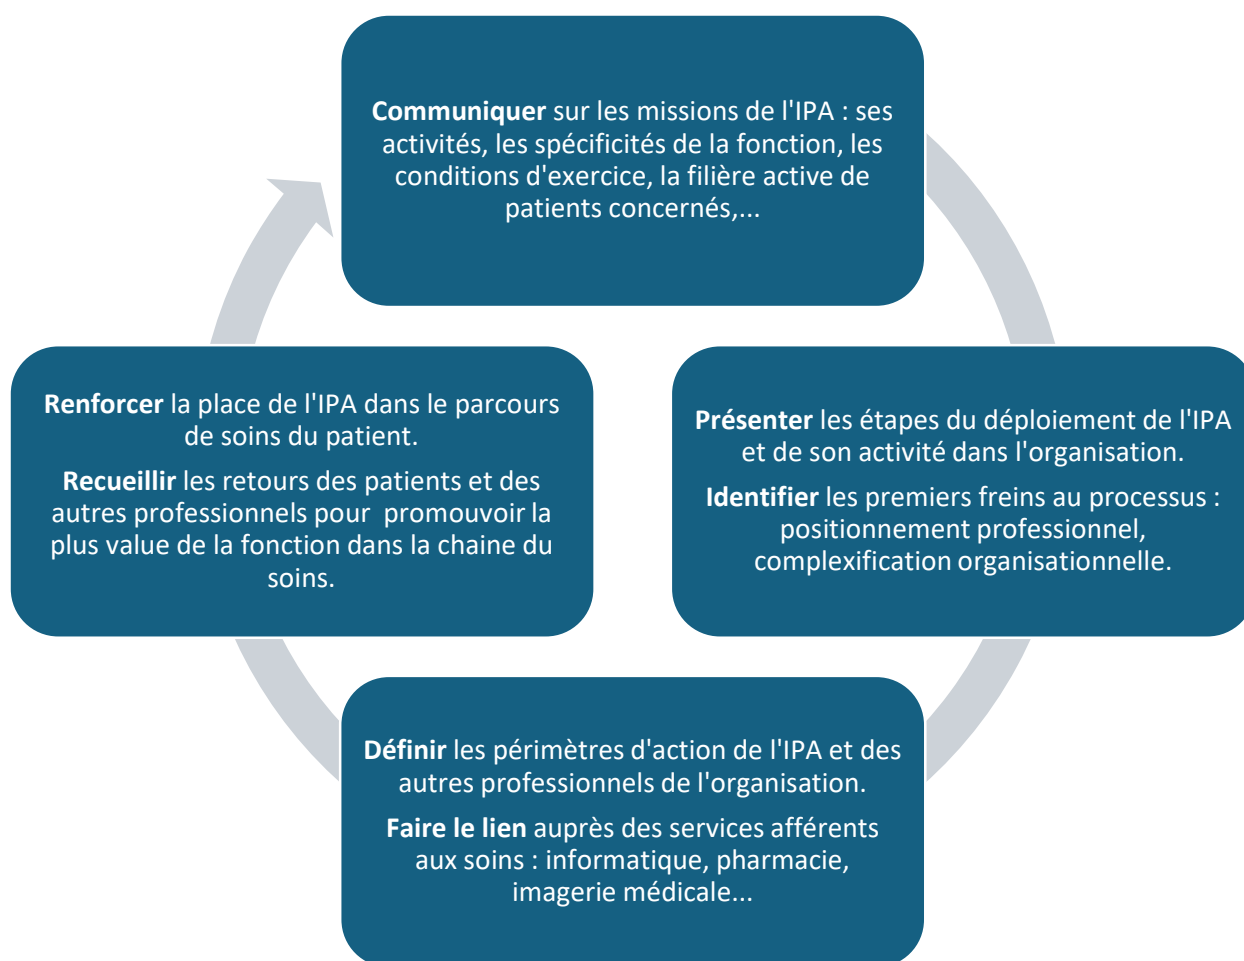 Communiquer sur les missions de l'IPA : ses
activités, les spécificités de la fonction, les
conditions d'exercice, la filière active de
patients concernés,...
Présenter les étapes du déploiement de l'IPA
et de son activité dans l'organisation.
Identifier les premiers freins au processus :
positionnement professionnel,
complexification organisationnelle.
Définir les périmètres d'action de l'IPA et des
autres professionnels de l'organisation.
Faire le lien auprès des services afférents
aux soins : informatique, pharmacie,
imagerie médicale...
Renforcer la place de l'IPA dans le parcours
de soins du patient.
Recueillir les retours des patients et des
autres professionnels pour  promouvoir la
plus value de la fonction dans la chaine du
soins.